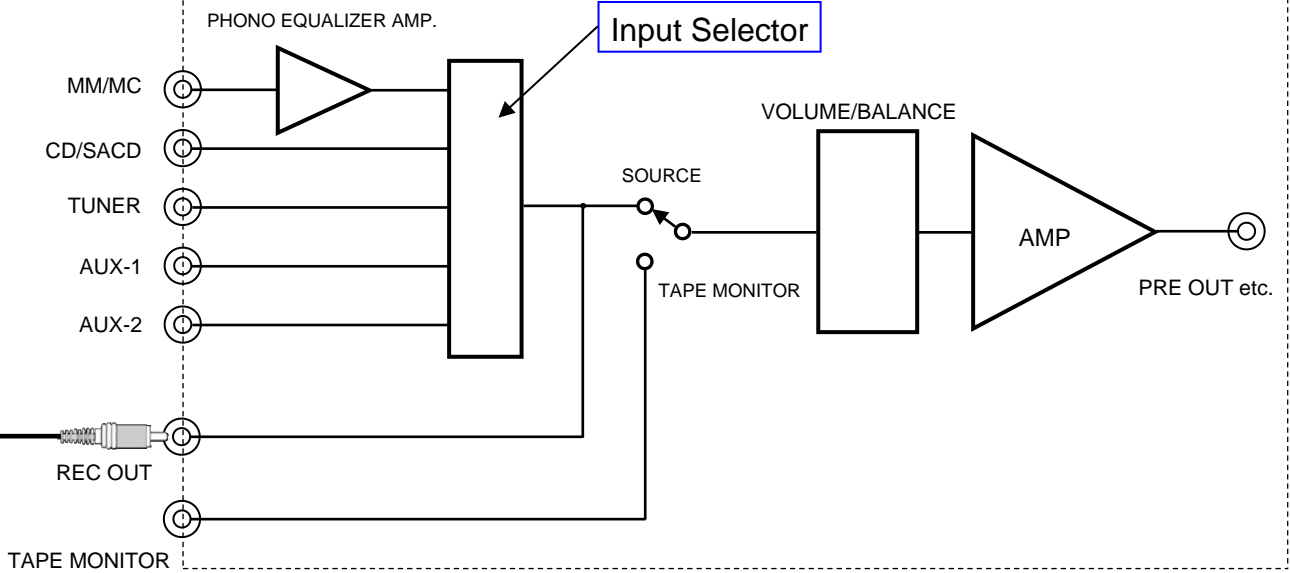 PHONO EQUALIZER AMP.
Input Selector
MM/MC
CD/SACD
TUNER
AUX-1
AUX-2
SOURCE
TAPE MONITOR
VOLUME/BALANCE
AMP
PRE OUT etc.
REC OUT
TAPE MONITOR